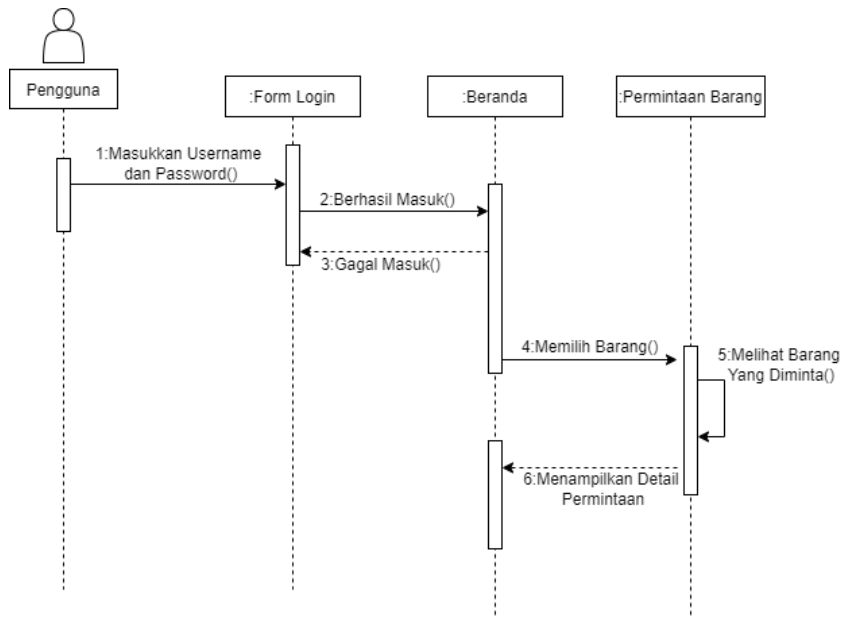 Pengguna
:Form Login
:Beranda
:Permintaan Barang
1:Masukkan Username
dan Password()
2:Berhasil Masuk()
3:Gagal Masuk()
4:Memilih Barang()
5:Melihat Barang
Yang Diminta()
6:Menampilkan Detail
Permintaan